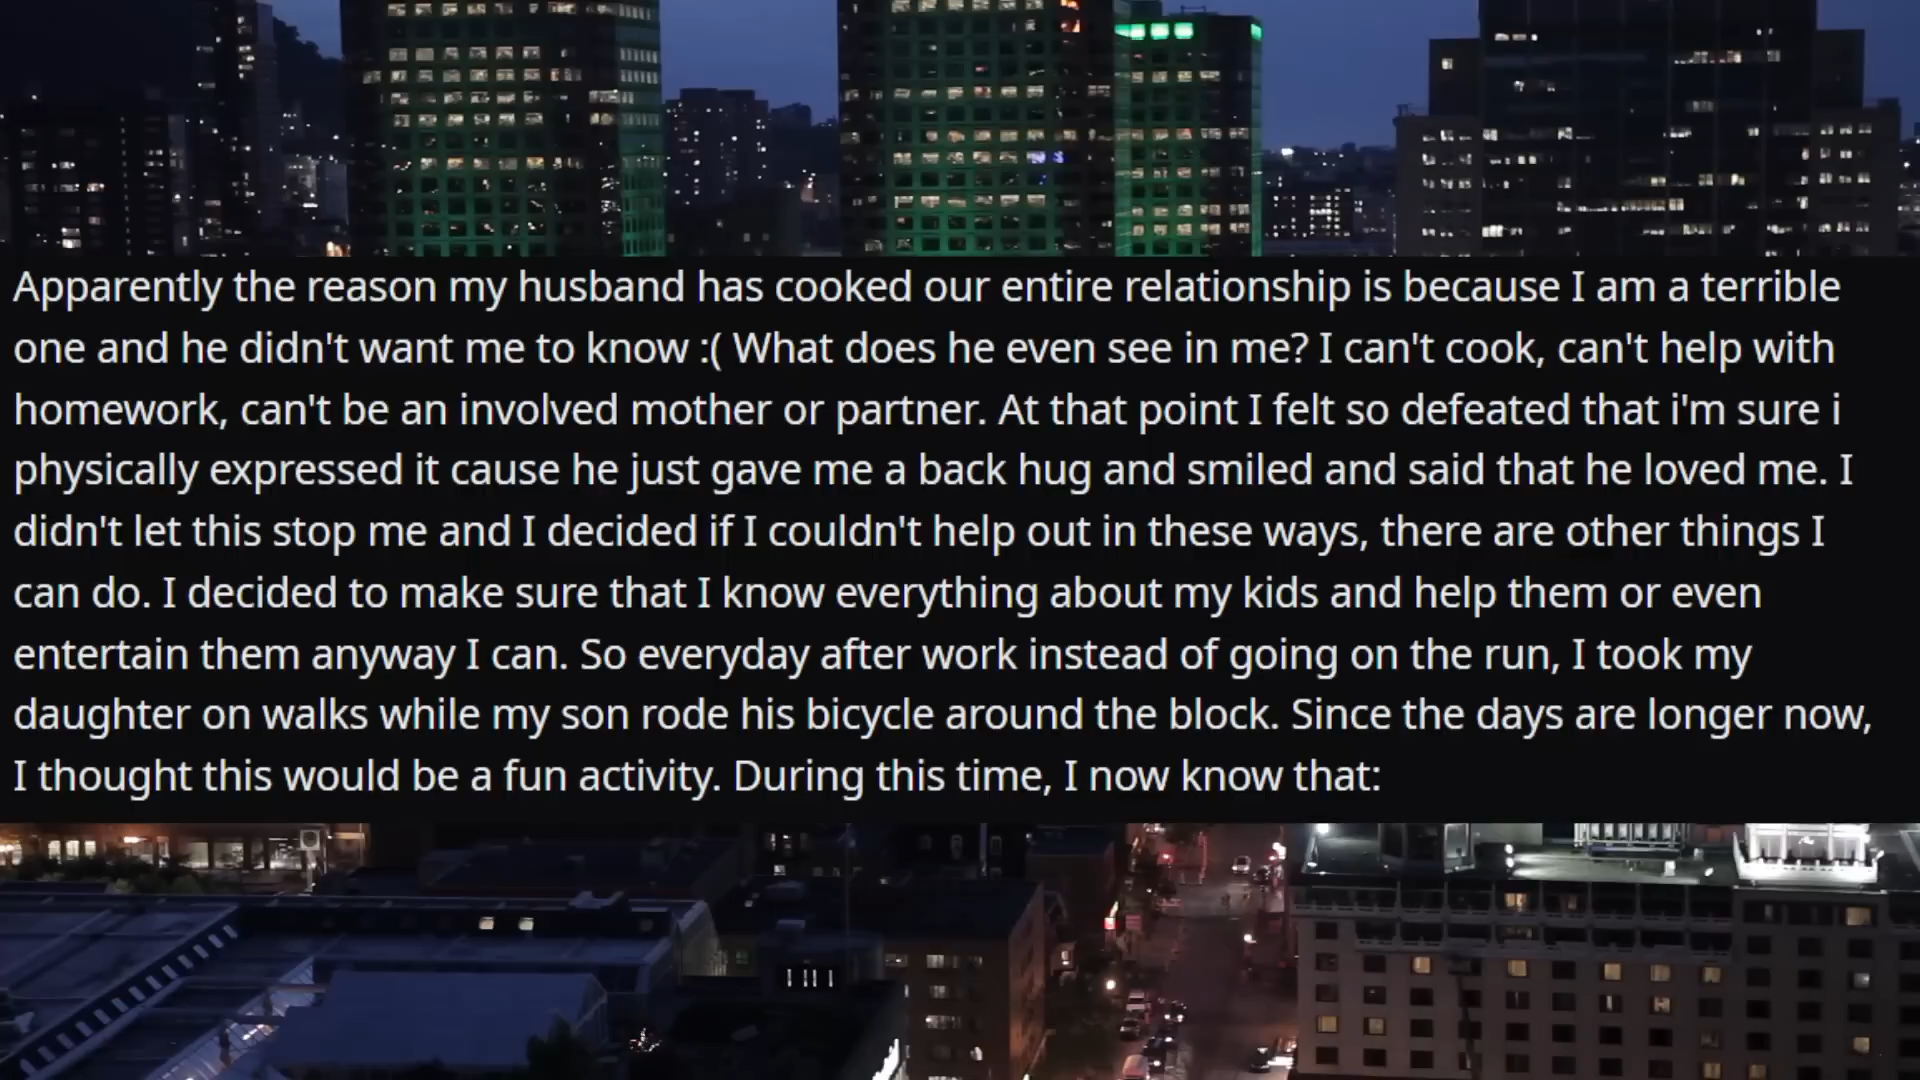 Apparently the reason my husband has cooked our entire relationship is because I am a terrible
one and he didn't want me to know :( What does he even see in me? I can't cook, can't help with
homework, can't be an involved mother or partner. At that point I felt so defeated that i'm sure i
physically expressed it cause he just gave me a back hug and smiled and said that he loved me. I
didn't let this stop me and I decided if I couldn't help out in these ways, there are other things I
can do. I decided to make sure that I know everything about my kids and help them or even
entertain them anyway I can. So everyday after work instead of going on the run, I took my
daughter on walks while my son rode his bicycle around the block. Since the days are longer now,
I thought this would be a fun activity. During this time, I now know that: